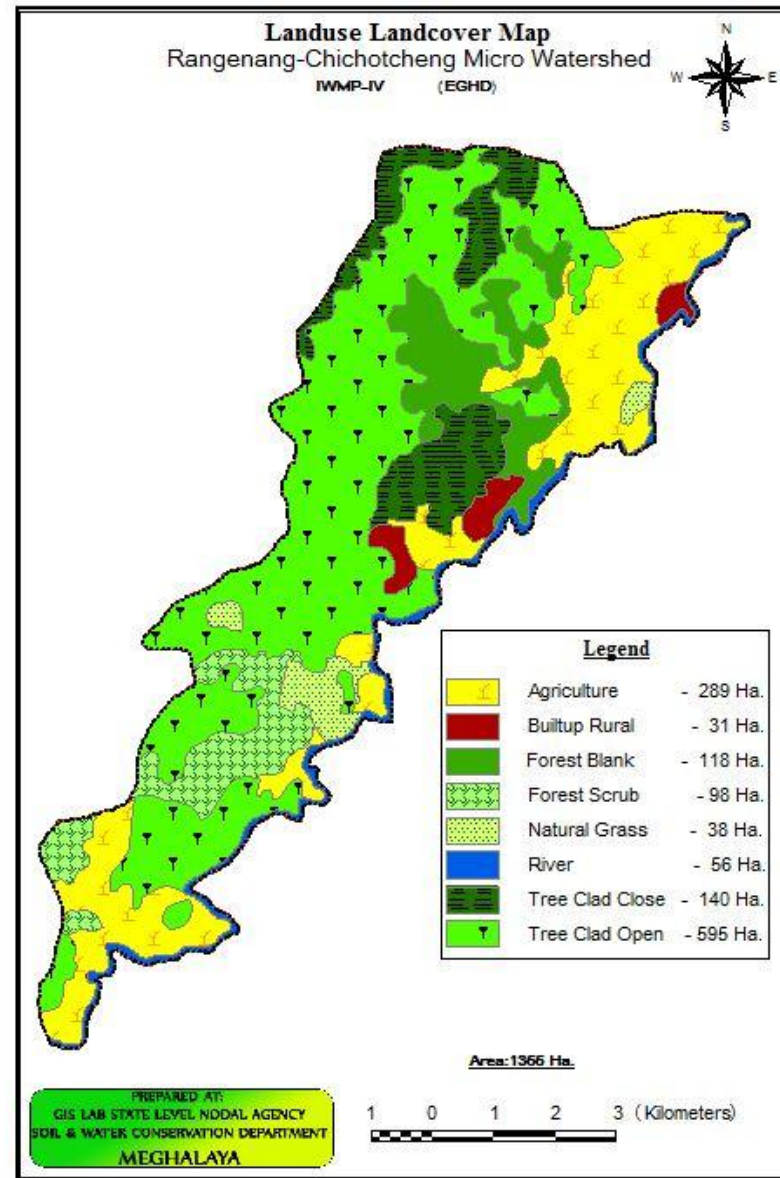 Landuse Landcover Map
Rangenang-Chichotcheng Micro Watershed
IWMP-IV (EGHD)
N
W E
S
Legend
Agriculture - 289 Ha.
Builtup Rural - 31 Ha.
Forest Blank - 118 Ha.
Forest Scrub - 98 Ha.
Natural Grass - 38 Ha.
River - 56 Ha.
Tree Clad Close - 140 Ha.
Tree Clad Open - 595 Ha.
Area:1366 Ha.
PREPARED AT:
GIS LAB STATE LEVEL NODAL AGENCY
SOIL & WATER CONSERVATION DEPARTMENT
MEGHALAYA
1 0 1 2 3 (Kilometers)